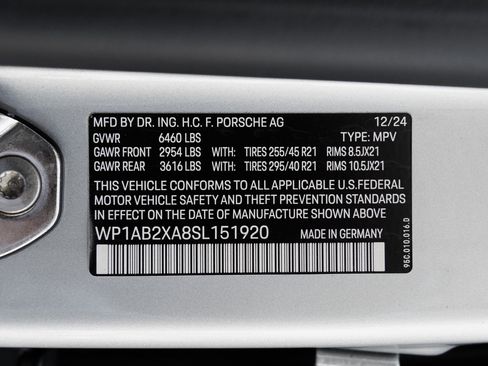 MFD BY DR. ING. H.C. F. PORSCHE AG 12/24
GVWR 6460 LBS TYPE: MPV
GAWR FRONT 2954 LBS WITH: TIRES 255/45 R21 RIMS 8.5JX21
GAWR REAR 3616 LBS WITH: TIRES 295/40 R21 RIMS 10.5JX21
THIS VEHICLE CONFORMS TO ALL APPLICABLE U.S.FEDERAL
MOTOR VEHICLE SAFETY AND THEFT PREVENTION STANDARDS
IN EFFECT ON THE DATE OF MANUFACTURE SHOWN ABOVE
WP1AB2XA8SL151920 MADE IN GERMANY
95C.010.016.D